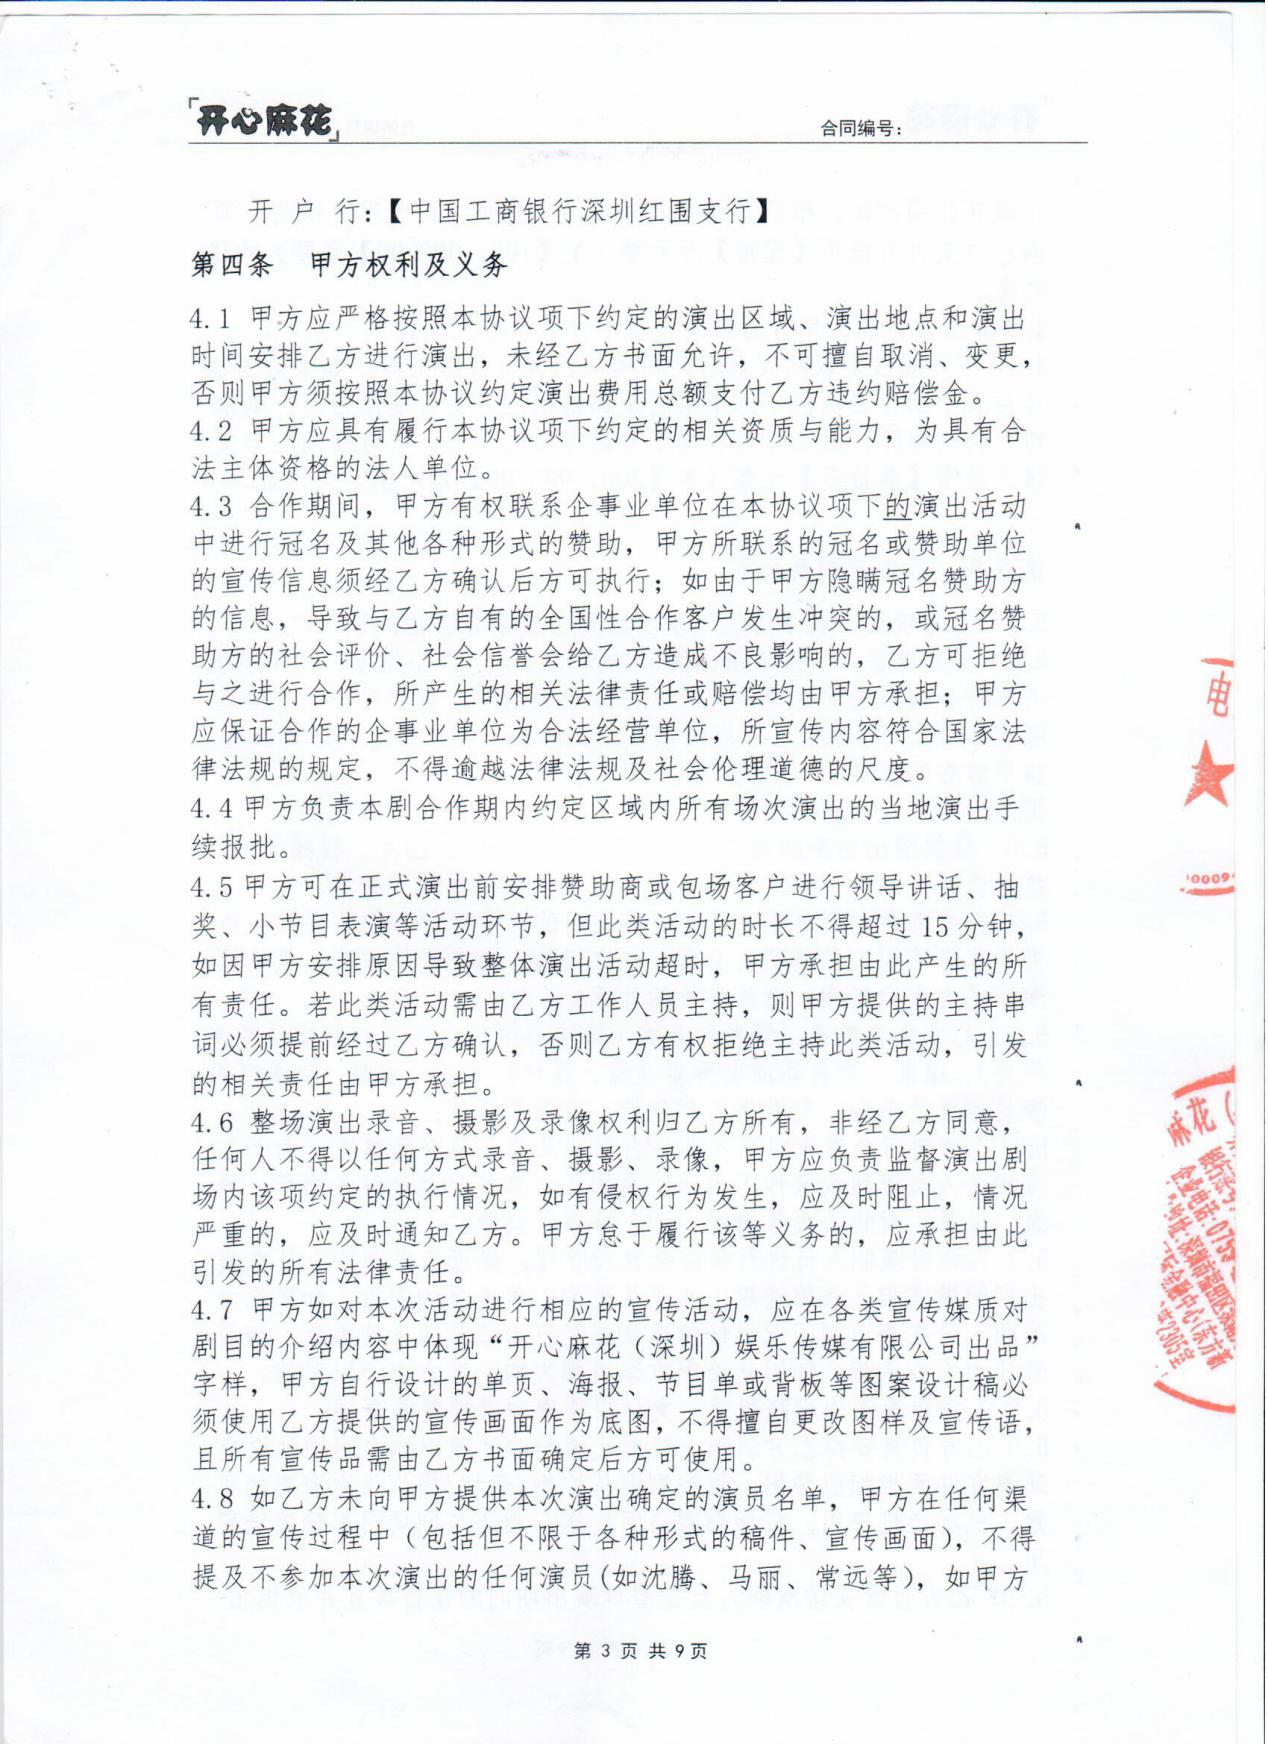 开心麻花
合同编号：
开 户 行:【中国工商银行深圳红围支行】
第四条 甲方权利及义务
4.1 甲方应严格按照本协议项下约定的演出区域、演出地点和演出
时间安排乙方进行演出，未经乙方书面允许，不可擅自取消、变更，
否则甲方须按照本协议约定演出费用总额支付乙方违约赔偿金。
4.2 甲方应具有履行本协议项下约定的相关资质与能力，为具有合
法主体资格的法人单位。
4.3 合作期间，甲方有权联系企事业单位在本协议项下的演出活动
中进行冠名及其他各种形式的赞助，甲方所联系的冠名或赞助单位
的宣传信息须经乙方确认后方可执行；如由于甲方隐瞒冠名赞助方
的信息，导致与乙方自有的全国性合作客户发生冲突的，或冠名赞
助方的社会评价、社会信誉会给乙方造成不良影响的，乙方可拒绝
与之进行合作，所产生的相关法律责任或赔偿均由甲方承担；甲方
应保证合作的企事业单位为合法经营单位，所宣传内容符合国家法
律法规的规定，不得逾越法律法规及社会伦理道德的尺度。
4.4 甲方负责本剧合作期内约定区域内所有场次演出的当地演出手
续报批。
4.5 甲方可在正式演出前安排赞助商或包场客户进行领导讲话、抽
奖、小节目表演等活动环节，但此类活动的时长不得超过 15 分钟，
如因甲方安排原因导致整体演出活动超时，甲方承担由此产生的所
有责任。若此类活动需由乙方工作人员主持，则甲方提供的主持串
词必须提前经过乙方确认，否则乙方有权拒绝主持此类活动，引发
的相关责任由甲方承担。
4.6 整场演出录音、摄影及录像权利归乙方所有，非经乙方同意，
任何人不得以任何方式录音、摄影、录像，甲方应负责监督演出剧
场内该项约定的执行情况，如有侵权行为发生，应及时阻止，情况
严重的，应及时通知乙方。甲方怠于履行该等义务的，应承担由此
引发的所有法律责任。
4.7 甲方如对本次活动进行相应的宣传活动，应在各类宣传媒质对
剧目的介绍内容中体现“开心麻花（深圳）娱乐传媒有限公司出品”
字样，甲方自行设计的单页、海报、节目单或背板等图案设计稿必
须使用乙方提供的宣传画面作为底图，不得擅自更改图样及宣传语，
且所有宣传品需由乙方书面确定后方可使用。
4.8 如乙方未向甲方提供本次演出确定的演员名单，甲方在任何渠
道的宣传过程中（包括但不限于各种形式的稿件、宣传画面），不得
提及不参加本次演出的任何演员(如沈腾、马丽、常远等)，如甲方
第 3 页 共 9 页
电
0009
麻花（
电话：075